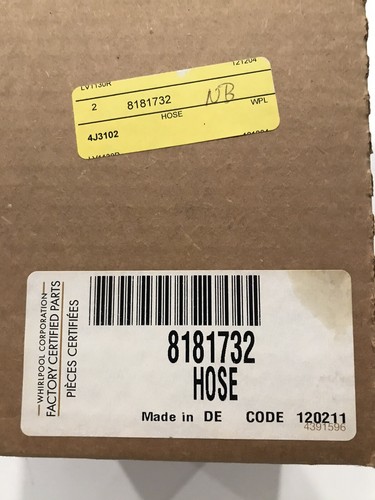 LV1130R 121204
2 8181732 NB
HOSE WPL
4J3102
WHIRLPOOL CORPORATION
FACTORY CERTIFIED PARTS
PIÈCES CERTIFIÉES
8181732
HOSE
Made in DE CODE 120211
4391596